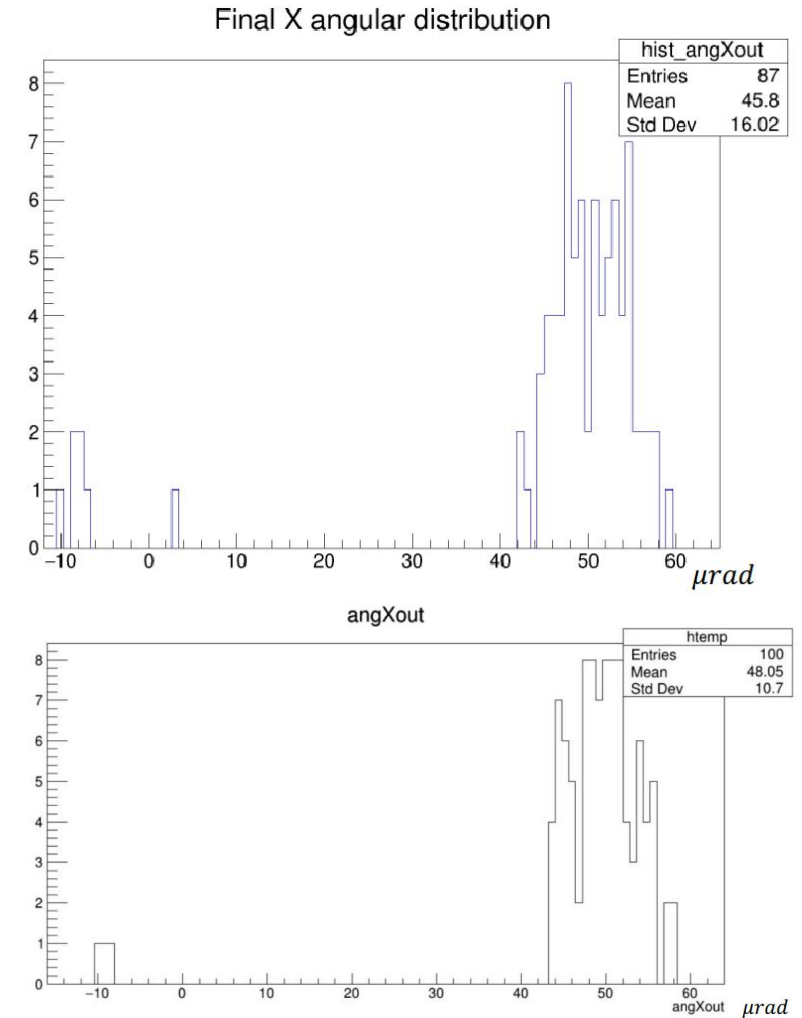 Final X angular distribution
hist_angXout
Entries 87
Mean 45.8
Std Dev 16.02
8
7
6
5
4
3
2
1
0
−10 0 10 20 30 40 50 60
μrad
angXout
htemp
Entries 100
Mean 48.05
Std Dev 10.7
8
7
6
5
4
3
2
1
0
−10 0 10 20 30 40 50 60
angXout μrad